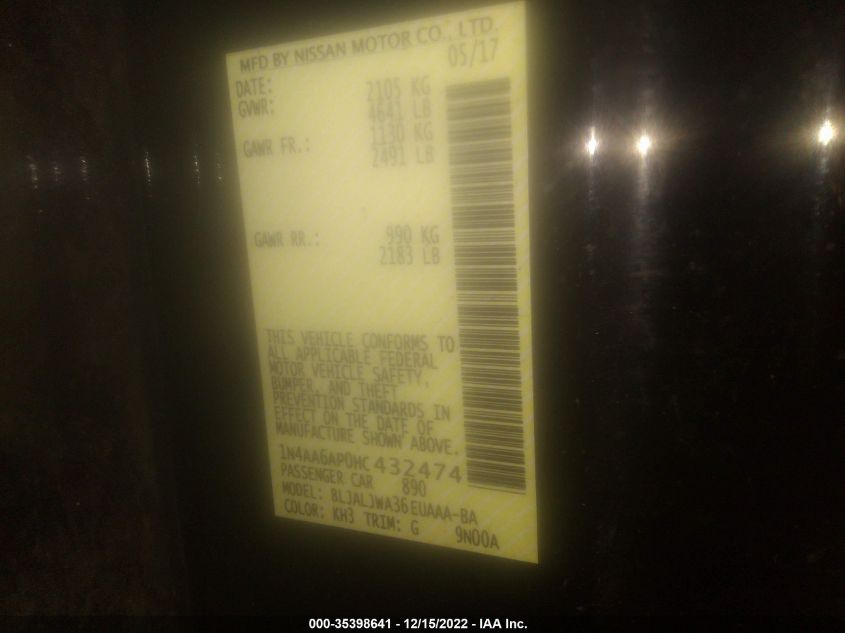 MFD BY NISSAN MOTOR CO., LTD.
DATE: 05/17
GVWR: 2105 KG
4641 LB
GAWR FR.: 1130 KG
2491 LB
GAWR RR.: 990 KG
2183 LB
THIS VEHICLE CONFORMS TO
ALL APPLICABLE FEDERAL
MOTOR VEHICLE SAFETY,
BUMPER, AND THEFT
PREVENTION STANDARDS IN
EFFECT ON THE DATE OF
MANUFACTURE SHOWN ABOVE.
1N4AA6AP0HC432474
PASSENGER CAR 890
MODEL: BLJALJWA36EUAAA-BA
COLOR: KH3 TRIM: G 9N00A
000-35398641 - 12/15/2022 - IAA Inc.